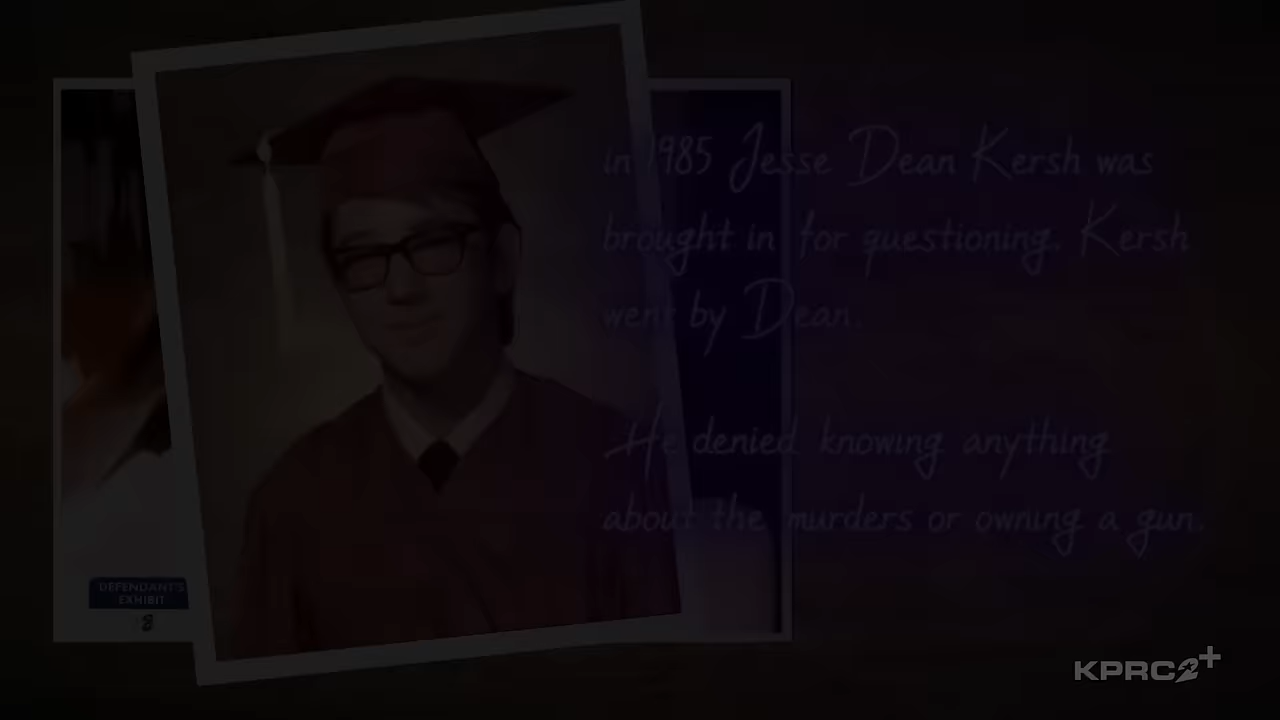 in 1985 Jesse Dean Kersh was
brought in for questioning. Kersh
went by Dean.
He denied knowing anything
about the murders or owning a gun.
DEFENDANT'S
EXHIBIT
KPRC2+